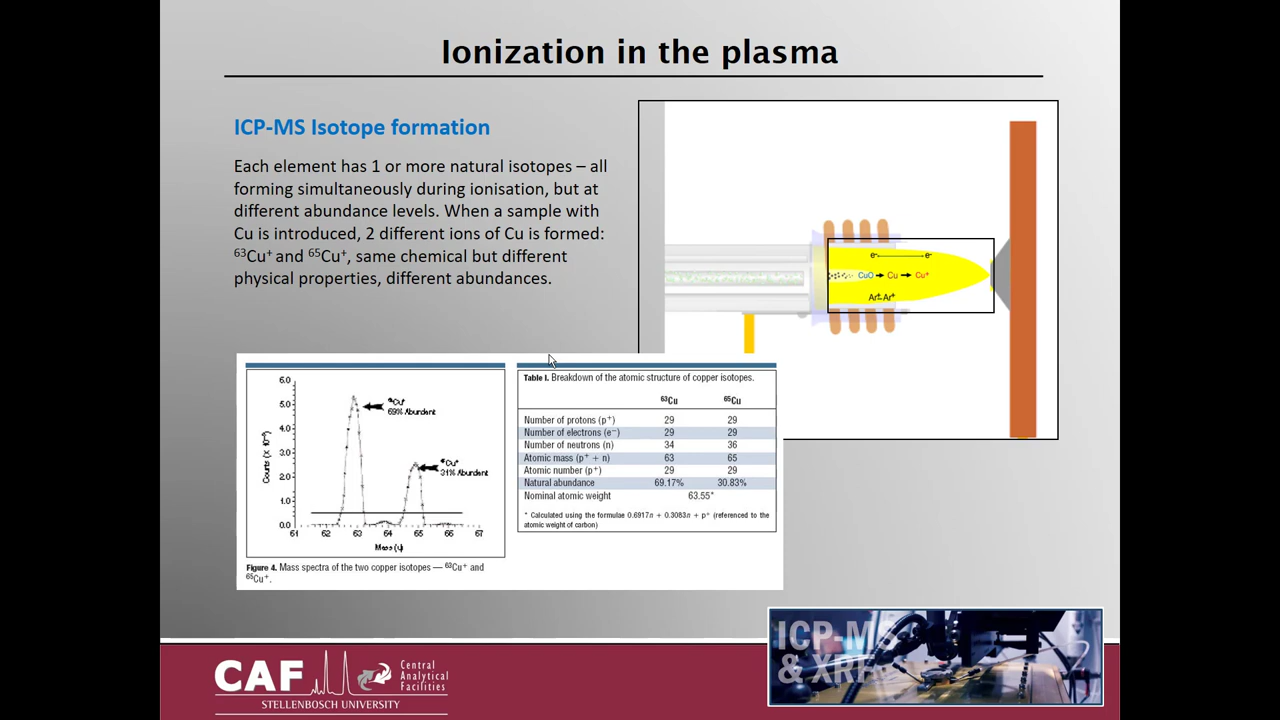 Ionization in the plasma
ICP-MS Isotope formation
Each element has 1 or more natural isotopes – all
forming simultaneously during ionisation, but at
different abundance levels. When a sample with
Cu is introduced, 2 different ions of Cu is formed:
⁶³Cu⁺ and ⁶⁵Cu⁺, same chemical but different
physical properties, different abundances.
e⁻ e⁻
CuO Cu Cu⁺
Ar⁺ Ar⁺
Counts
6.0
5.0
4.0
3.0
2.0
1.0
0.0
Cu⁺
69% Abundant
Cu⁺
31% Abundant
61 62 63 64 65 66 67
Mass (u)
Figure 4. Mass spectra of the two copper isotopes — ⁶³Cu⁺ and
⁶⁵Cu⁺.
Table I. Breakdown of the atomic structure of copper isotopes.
⁶³Cu ⁶⁵Cu
Number of protons (p⁺) 29 29
Number of electrons (e⁻) 29 29
Number of neutrons (n) 34 36
Atomic mass (p⁺ + n) 63 65
Atomic number (p⁺) 29 29
Natural abundance 69.17% 30.83%
Nominal atomic weight 63.55*
* Calculated using the formulae 0.6917n + 0.3083n + p⁺ (referenced to the
atomic weight of carbon)
CAF
Central
Analytical
Facilities
STELLENBOSCH UNIVERSITY
ICP-MS
& XRF